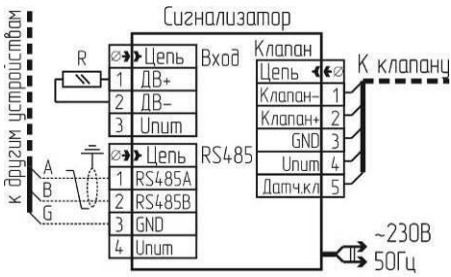 Сигнализатор
к другим устройствам
R
Цепь
Вход
1 ДВ+
2 ДВ-
3 Uпит
Цепь
RS485
1 RS485A
2 RS485B
3 GND
4 Uпит
A
B
G
Клапан
Цепь
Клапан- 1
Клапан+ 2
GND 3
Uпит 4
Датч.кл 5
К клапану
~230В
50Гц